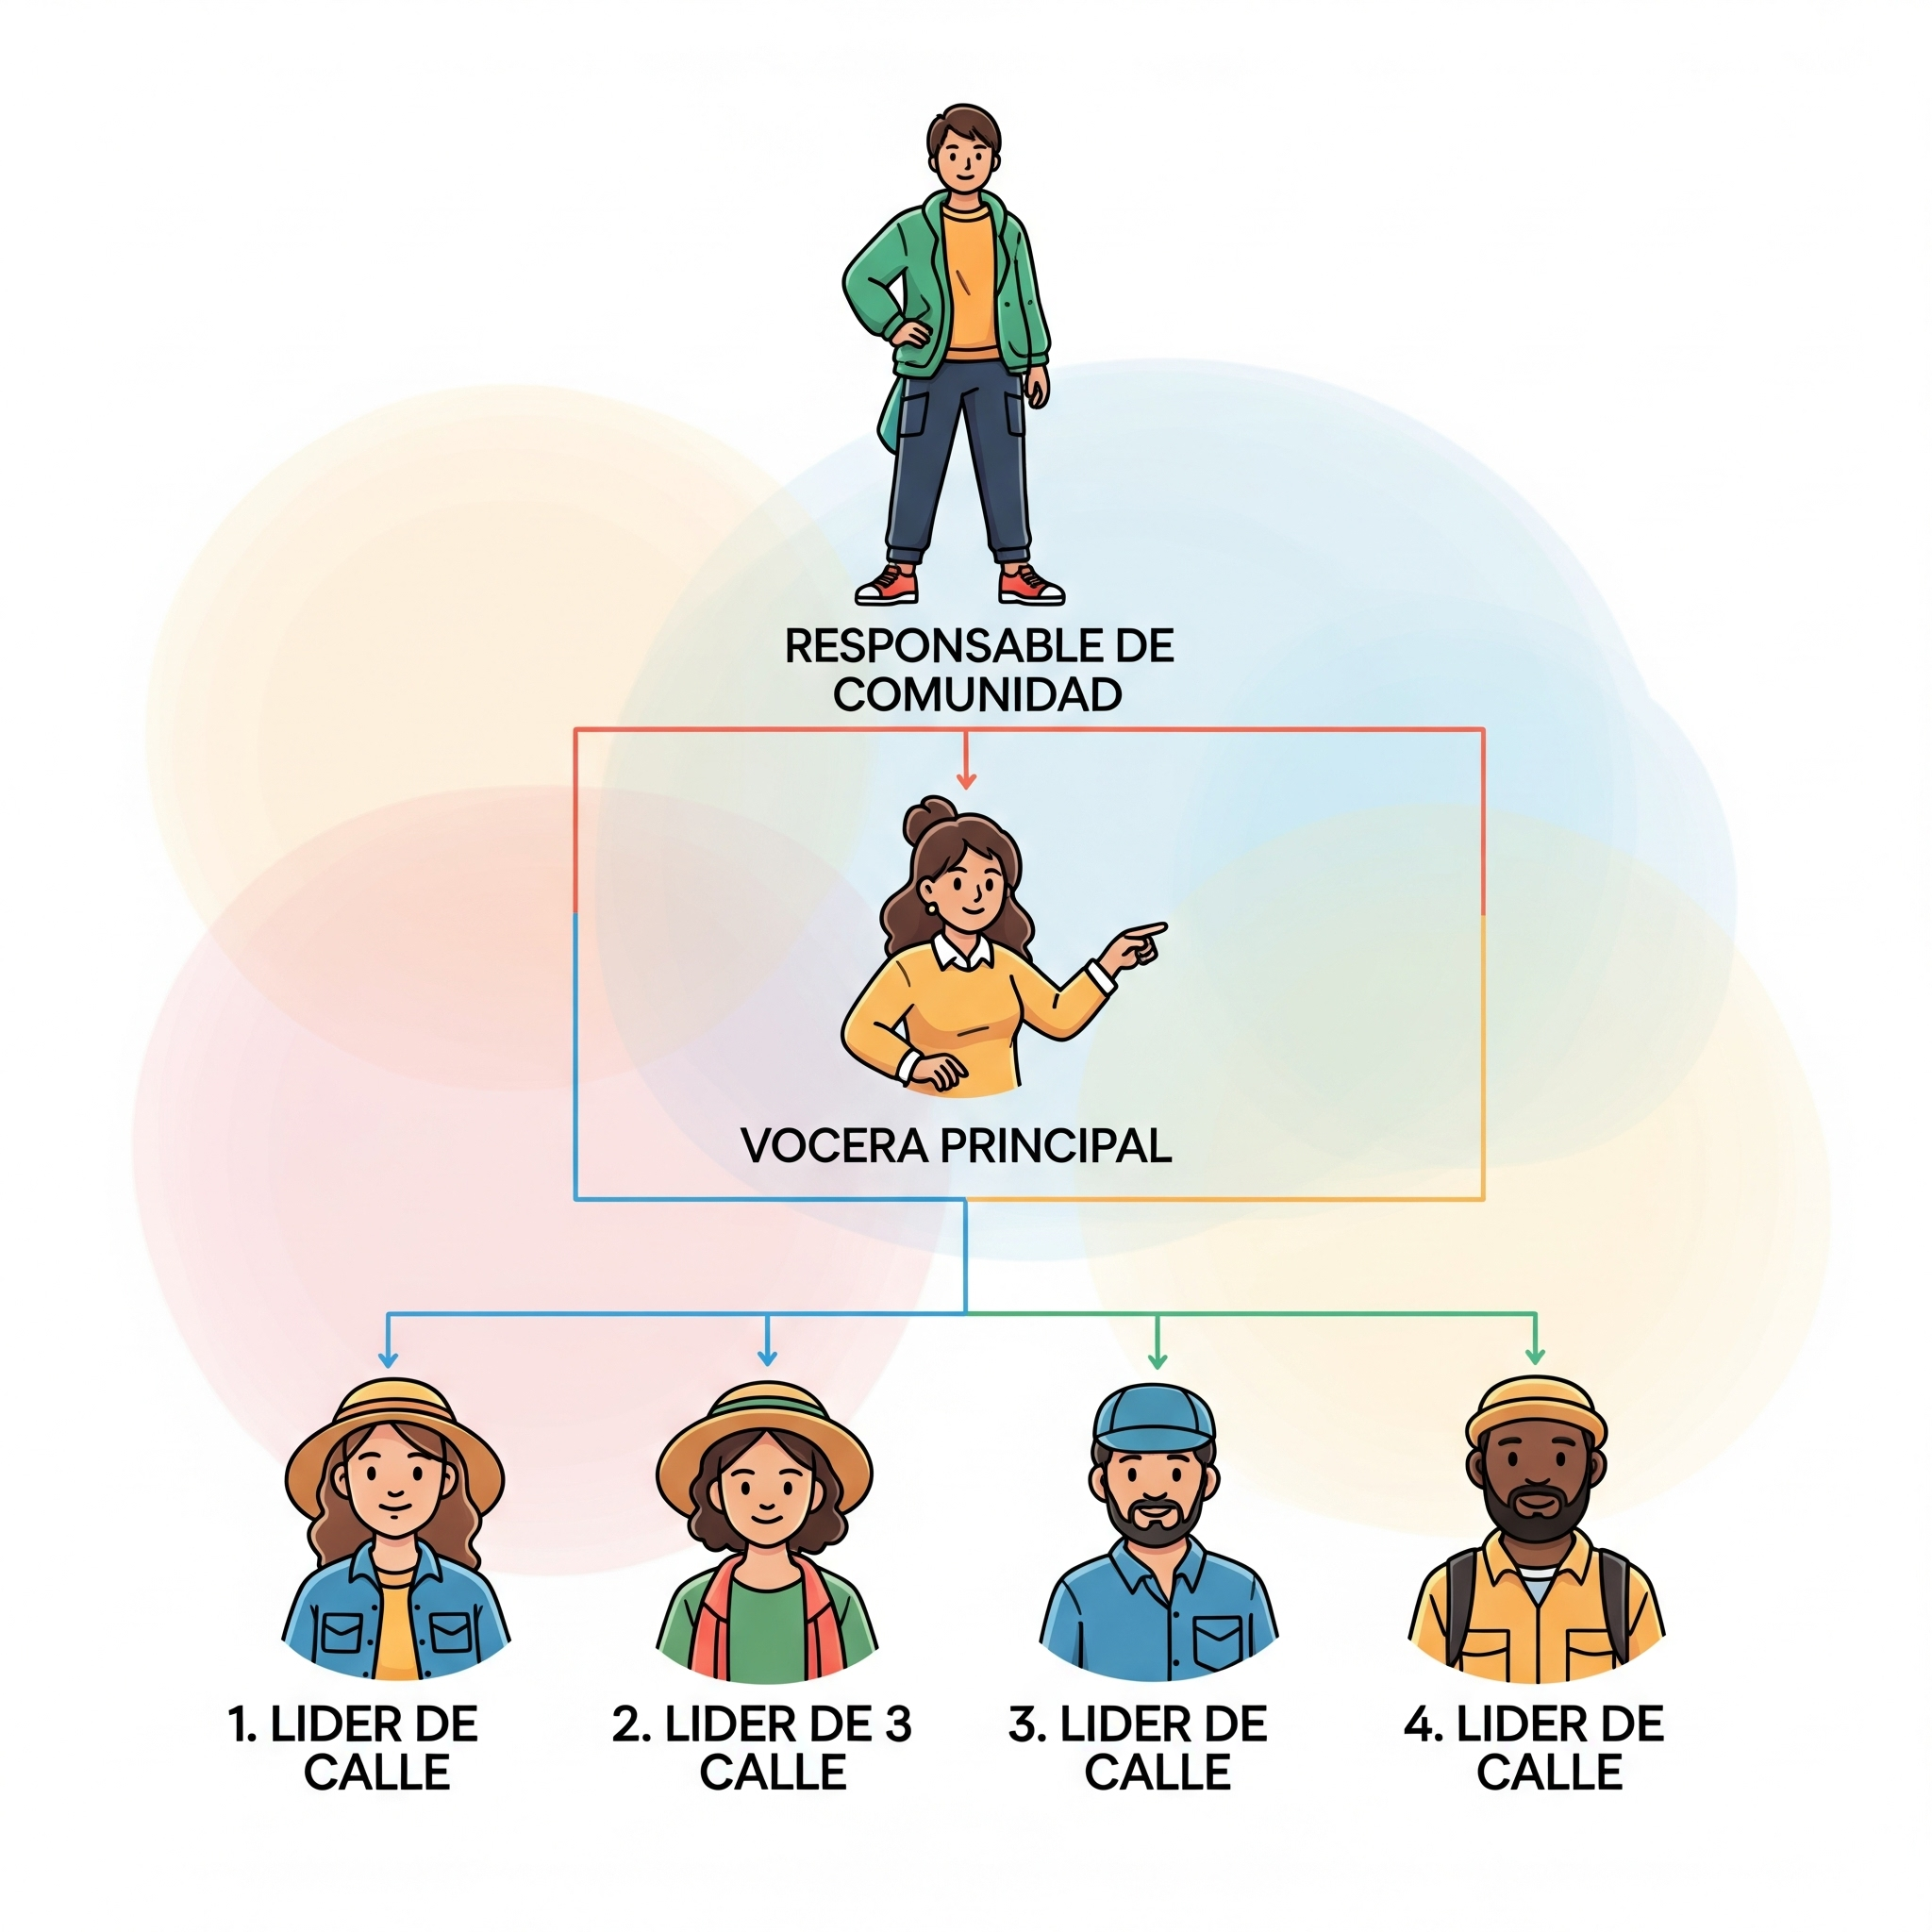 RESPONSABLE DE
COMUNIDAD
VOCERA PRINCIPAL
1. LIDER DE
CALLE
2. LIDER DE 3
CALLE
3. LIDER DE
CALLE
4. LIDER DE
CALLE